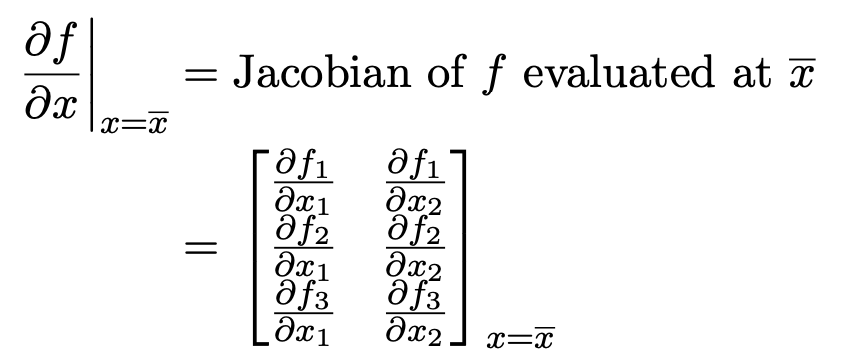 ∂f/∂x|ₓ₌x̅ = Jacobian of f evaluated at x̅
= [∂f₁/∂x₁ ∂f₁/∂x₂
∂f₂/∂x₁ ∂f₂/∂x₂
∂f₃/∂x₁ ∂f₃/∂x₂]ₓ₌x̅